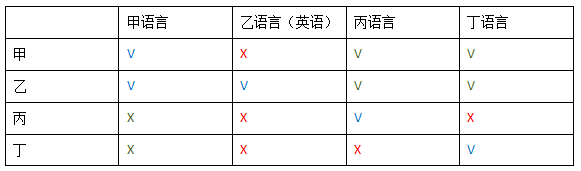 甲语言 乙语言（英语） 丙语言 丁语言
甲 V X V V
乙 V V V V
丙 X X V X
丁 X X X V